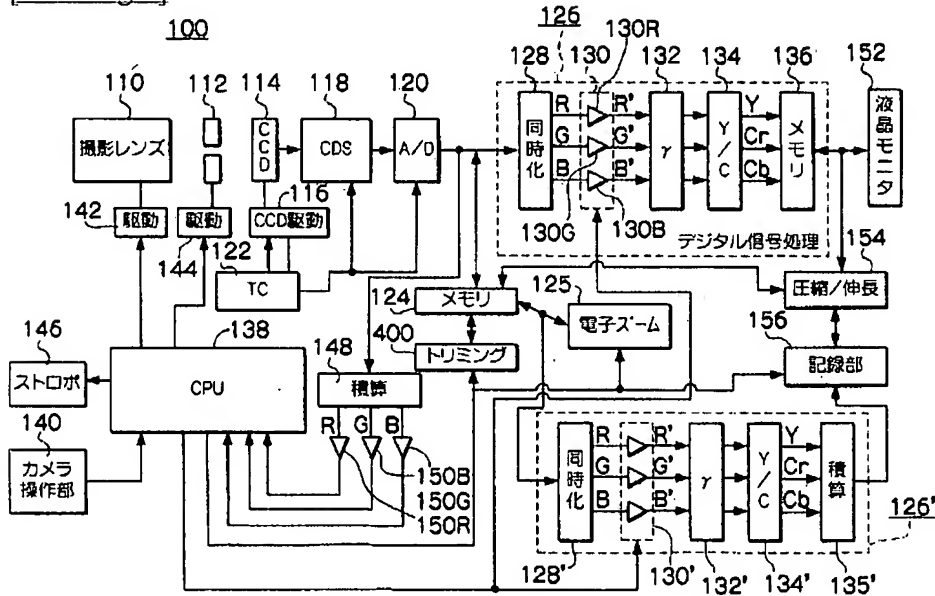 100
110
撮影レンズ
112
114
CCD
118
CDS
120
A/D
126
128
同時化
R
G
B
130
130R
R'
G'
B'
130G
130B
132
γ
134
Y/C
Y
Cr
Cb
136
メモリ
デジタル信号処理
152
液晶モニタ
142
駆動
144
駆動
116
CCD駆動
122
TC
124
メモリ
125
電子ズーム
154
圧縮/伸長
156
記録部
400
トリミング
138
CPU
146
ストロボ
140
カメラ
操作部
148
積算
R
G
B
150B
150G
150R
同時化
128'
R
G
B
R'
G'
B'
130'
γ
132'
Y/C
134'
Y
Cr
Cb
積算
135'
126'